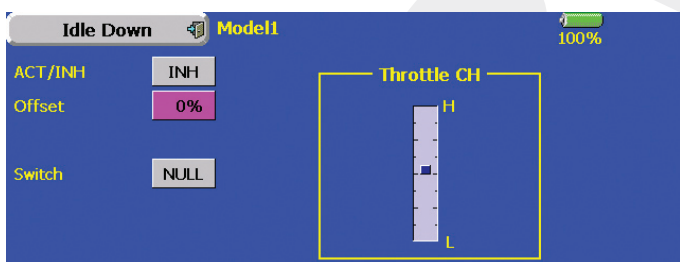 Idle Down Model1
100%
ACT/INH INH
Offset 0%
Switch NULL
Throttle CH
H
L